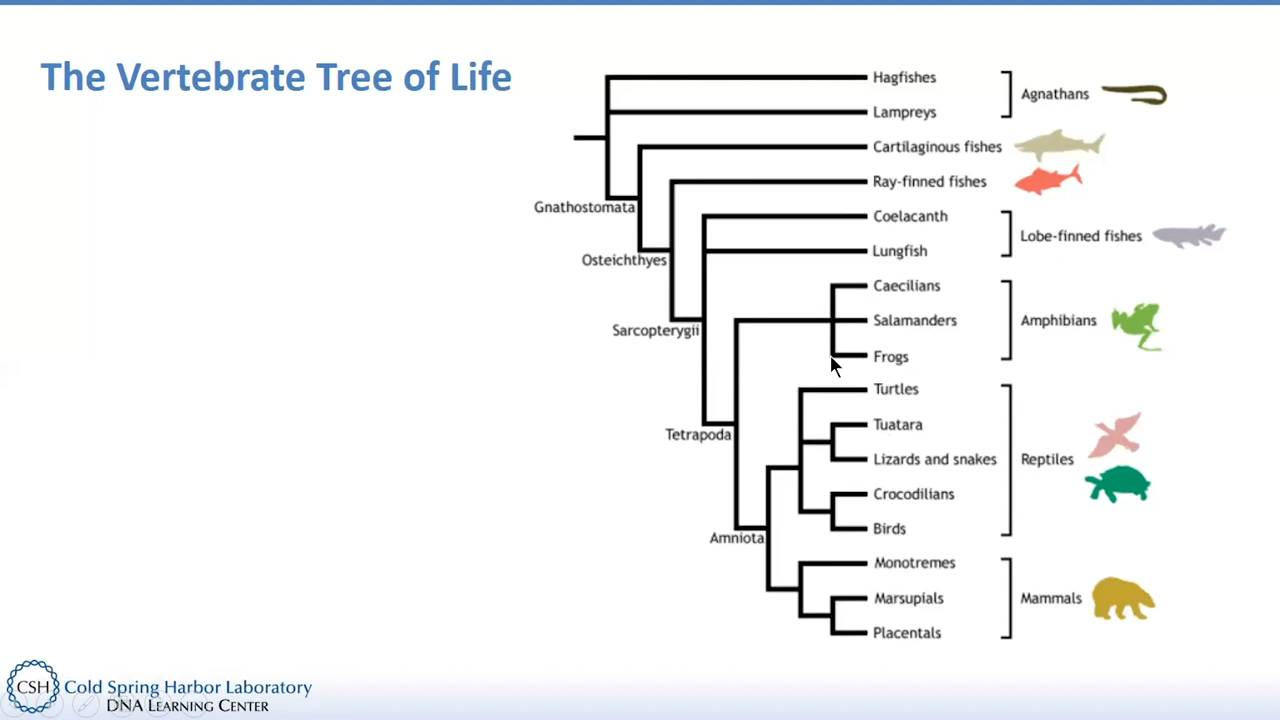 The Vertebrate Tree of Life
Hagfishes
Lampreys
Agnathans
Cartilaginous fishes
Ray-finned fishes
Gnathostomata
Coelacanth
Lungfish
Lobe-finned fishes
Osteichthyes
Caecilians
Salamanders
Frogs
Amphibians
Sarcopterygii
Turtles
Tuatara
Lizards and snakes
Crocodilians
Birds
Reptiles
Tetrapoda
Amniota
Monotremes
Marsupials
Placentals
Mammals
CSH Cold Spring Harbor Laboratory
DNA LEARNING CENTER